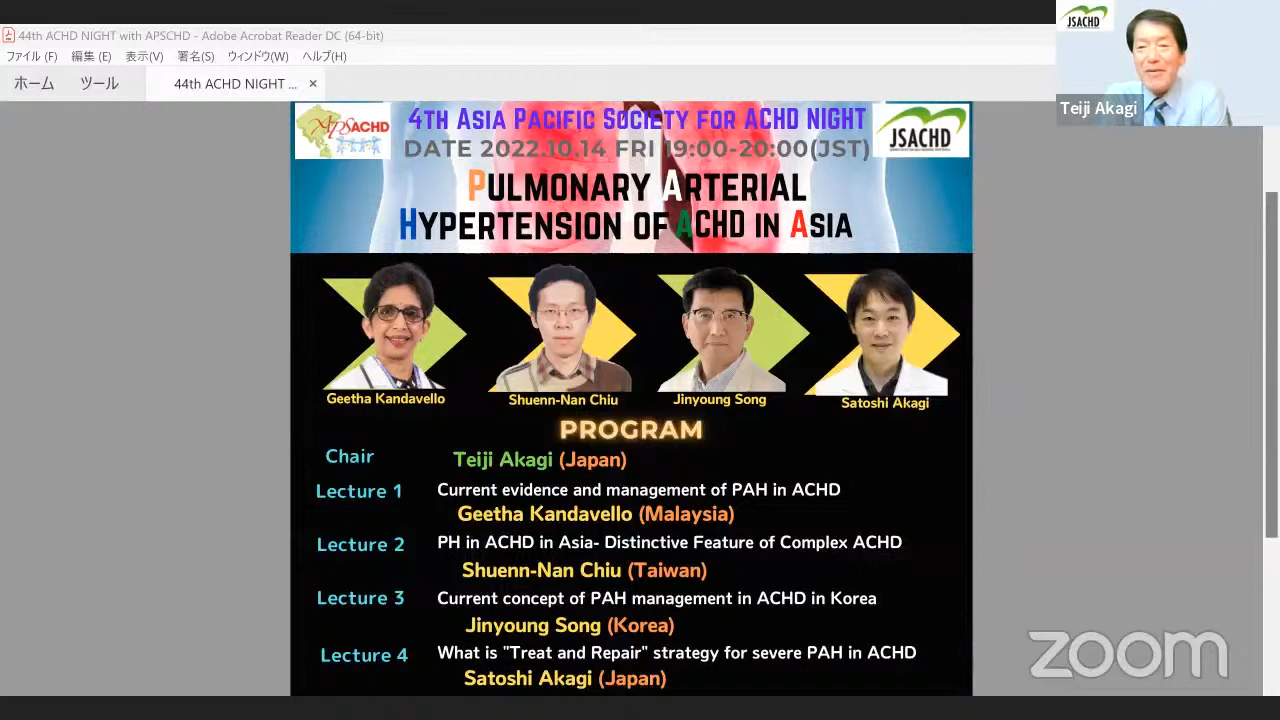 44th ACHD NIGHT with APSCHD - Adobe Acrobat Reader DC (64-bit)
ファイル (F) 編集 (E) 表示(V) 署名(S) ウィンドウ(W) ヘルプ(H)
ホーム ツール 44th ACHD NIGHT ... ×
JSACHD
Teiji Akagi
APSACHD
4TH ASIA PACIFIC SOCIETY FOR ACHD NIGHT
JSACHD
DATE 2022.10.14 FRI 19:00-20:00(JST)
PULMONARY ARTERIAL
HYPERTENSION OF ACHD IN ASIA
Geetha Kandavello
Shuenn-Nan Chiu
Jinyoung Song
Satoshi Akagi
PROGRAM
Chair Teiji Akagi (Japan)
Lecture 1 Current evidence and management of PAH in ACHD
Geetha Kandavello (Malaysia)
Lecture 2 PH in ACHD in Asia- Distinctive Feature of Complex ACHD
Shuenn-Nan Chiu (Taiwan)
Lecture 3 Current concept of PAH management in ACHD in Korea
Jinyoung Song (Korea)
Lecture 4 What is "Treat and Repair" strategy for severe PAH in ACHD
Satoshi Akagi (Japan)
zoom